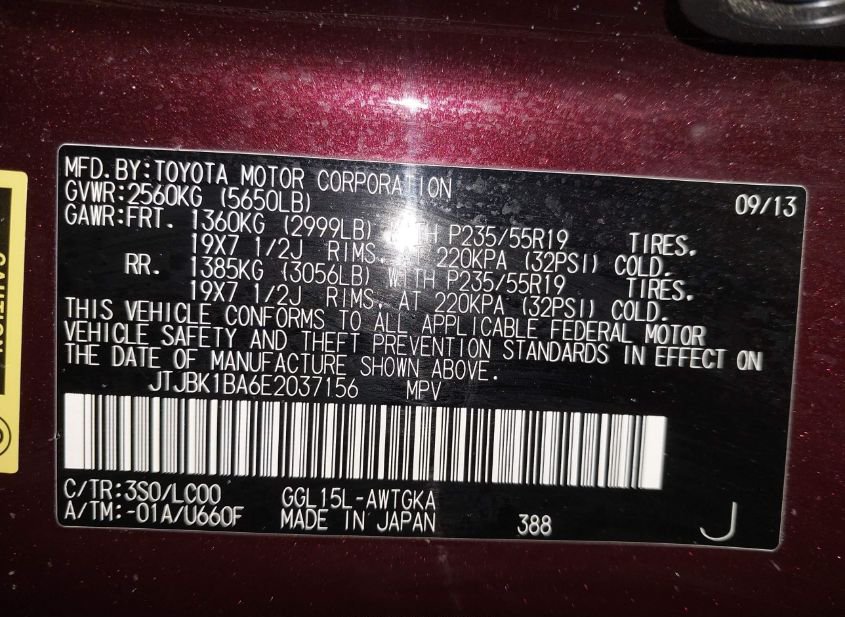 MFD.BY:TOYOTA MOTOR CORPORATION 09/13
GVWR:2560KG (5650LB)
GAWR:FRT. 1360KG (2999LB) WITH P235/55R19 TIRES.
19X7 1/2J RIMS, AT 220KPA (32PSI) COLD.
RR. 1385KG (3056LB) WITH P235/55R19 TIRES.
19X7 1/2J RIMS, AT 220KPA (32PSI) COLD.
THIS VEHICLE CONFORMS TO ALL APPLICABLE FEDERAL MOTOR
VEHICLE SAFETY AND THEFT PREVENTION STANDARDS IN EFFECT ON
THE DATE OF MANUFACTURE SHOWN ABOVE.
JTJBK1BA6E2037156 MPV
C/TR:3S0/LC00 GGL15L-AWTGKA
A/TM:-01A/U660F MADE IN JAPAN 388 J
CAUTION